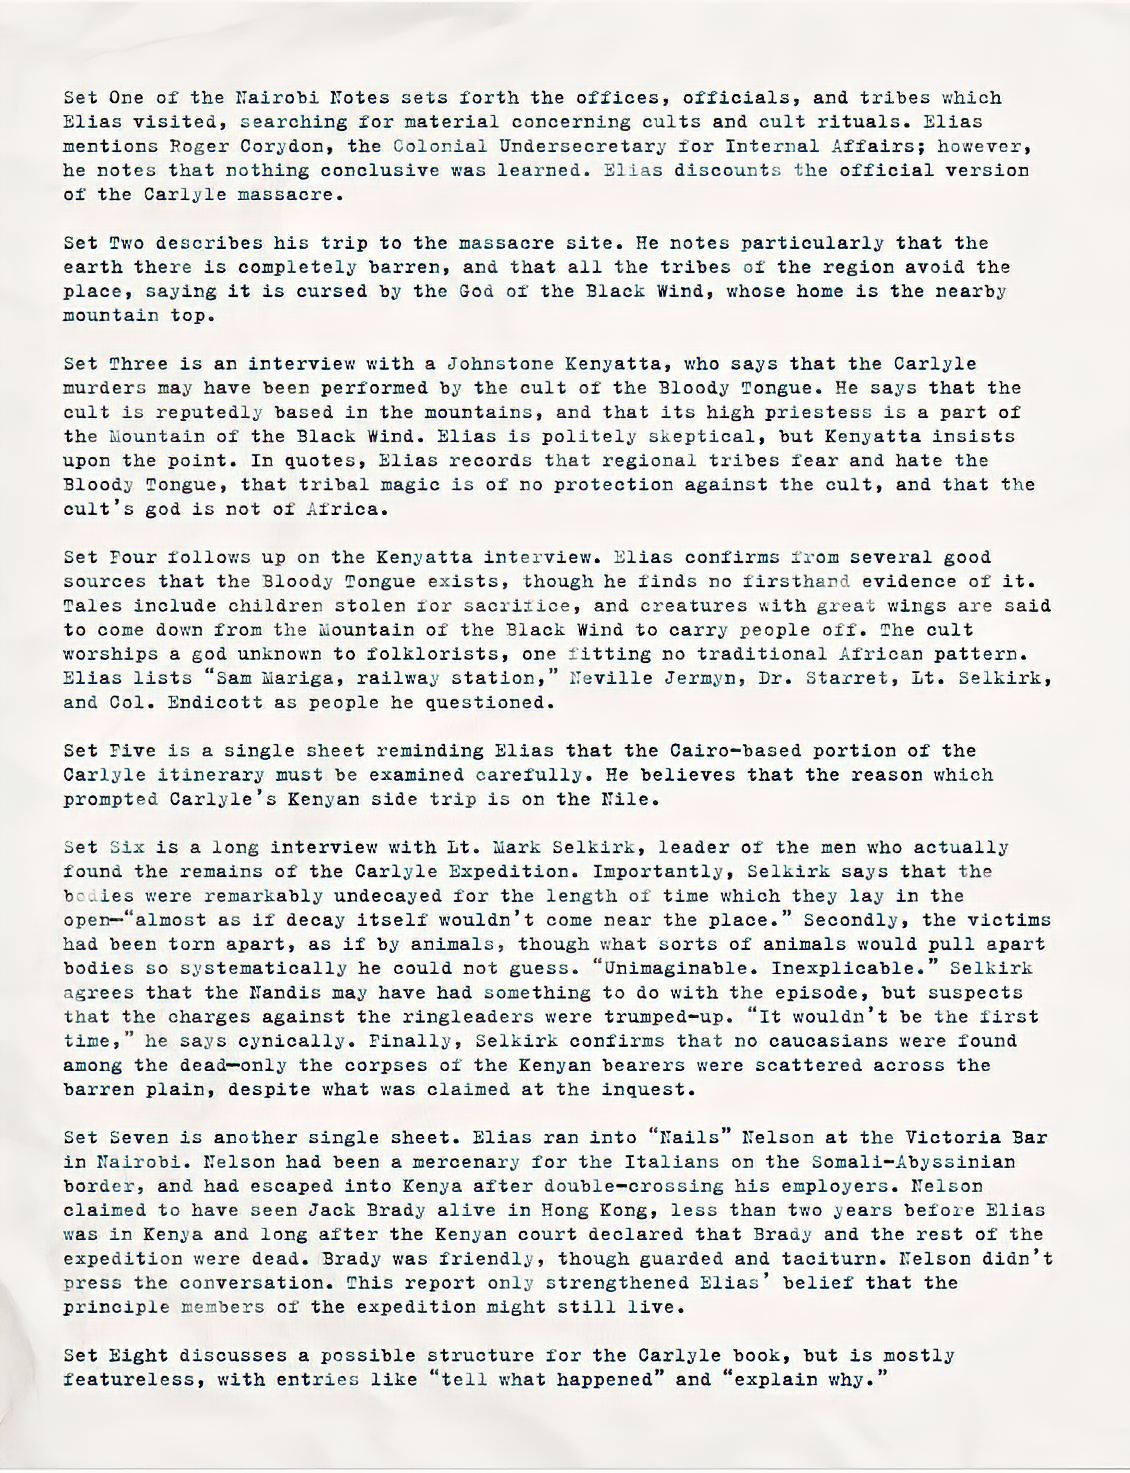 Set One of the Nairobi Notes sets forth the offices, officials, and tribes which
Elias visited, searching for material concerning cults and cult rituals. Elias
mentions Roger Corydon, the Colonial Undersecretary for Internal Affairs; however,
he notes that nothing conclusive was learned. Elias discounts the official version
of the Carlyle massacre.
Set Two describes his trip to the massacre site. He notes particularly that the
earth there is completely barren, and that all the tribes of the region avoid the
place, saying it is cursed by the God of the Black Wind, whose home is the nearby
mountain top.
Set Three is an interview with a Johnstone Kenyatta, who says that the Carlyle
murders may have been performed by the cult of the Bloody Tongue. He says that the
cult is reputedly based in the mountains, and that its high priestess is a part of
the Mountain of the Black Wind. Elias is politely skeptical, but Kenyatta insists
upon the point. In quotes, Elias records that regional tribes fear and hate the
Bloody Tongue, that tribal magic is of no protection against the cult, and that the
cult's god is not of Africa.
Set Four follows up on the Kenyatta interview. Elias confirms from several good
sources that the Bloody Tongue exists, though he finds no firsthand evidence of it.
Tales include children stolen for sacrifice, and creatures with great wings are said
to come down from the Mountain of the Black Wind to carry people off. The cult
worships a god unknown to folklorists, one fitting no traditional African pattern.
Elias lists “Sam Mariga, railway station,” Neville Jermyn, Dr. Starret, Lt. Selkirk,
and Col. Endicott as people he questioned.
Set Five is a single sheet reminding Elias that the Cairo—based portion of the
Carlyle itinerary must be examined carefully. He believes that the reason which
prompted Carlyle's Kenyan side trip is on the Nile.
Set Six is a long interview with Lt. Mark Selkirk, leader of the men who actually
found the remains of the Carlyle Expedition. Importantly, Selkirk says that the
bodies were remarkably undecayed for the length of time which they lay in the
open—“almost as if decay itself wouldn't come near the place.” Secondly, the victims
had been torn apart, as if by animals, though what sorts of animals would pull apart
bodies so systematically he could not guess. “Unimaginable. Inexplicable.” Selkirk
agrees that the Nandis may have had something to do with the episode, but suspects
that the charges against the ringleaders were trumped-up. “It wouldn't be the first
time,” he says cynically. Finally, Selkirk confirms that no caucasians were found
among the dead—only the corpses of the Kenyan bearers were scattered across the
barren plain, despite what was claimed at the inquest.
Set Seven is another single sheet. Elias ran into “Nails” Nelson at the Victoria Bar
in Nairobi. Nelson had been a mercenary for the Italians on the Somali-Abyssinian
border, and had escaped into Kenya after double-crossing his employers. Nelson
claimed to have seen Jack Brady alive in Hong Kong, less than two years before Elias
was in Kenya and long after the Kenyan court declared that Brady and the rest of the
expedition were dead. Brady was friendly, though guarded and taciturn. Nelson didn't
press the conversation. This report only strengthened Elias' belief that the
principle members of the expedition might still live.
Set Eight discusses a possible structure for the Carlyle book, but is mostly
featureless, with entries like “tell what happened” and “explain why.”